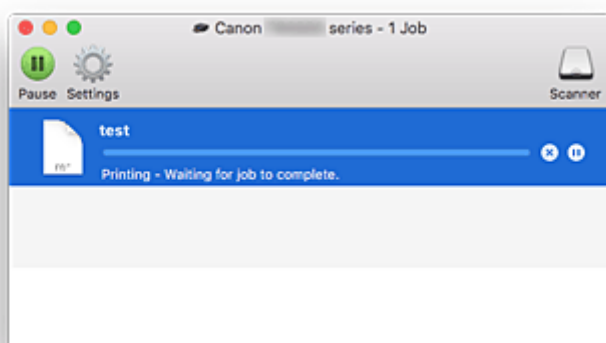 Canon series - 1 Job
Pause Settings Scanner
test
Printing - Waiting for job to complete.